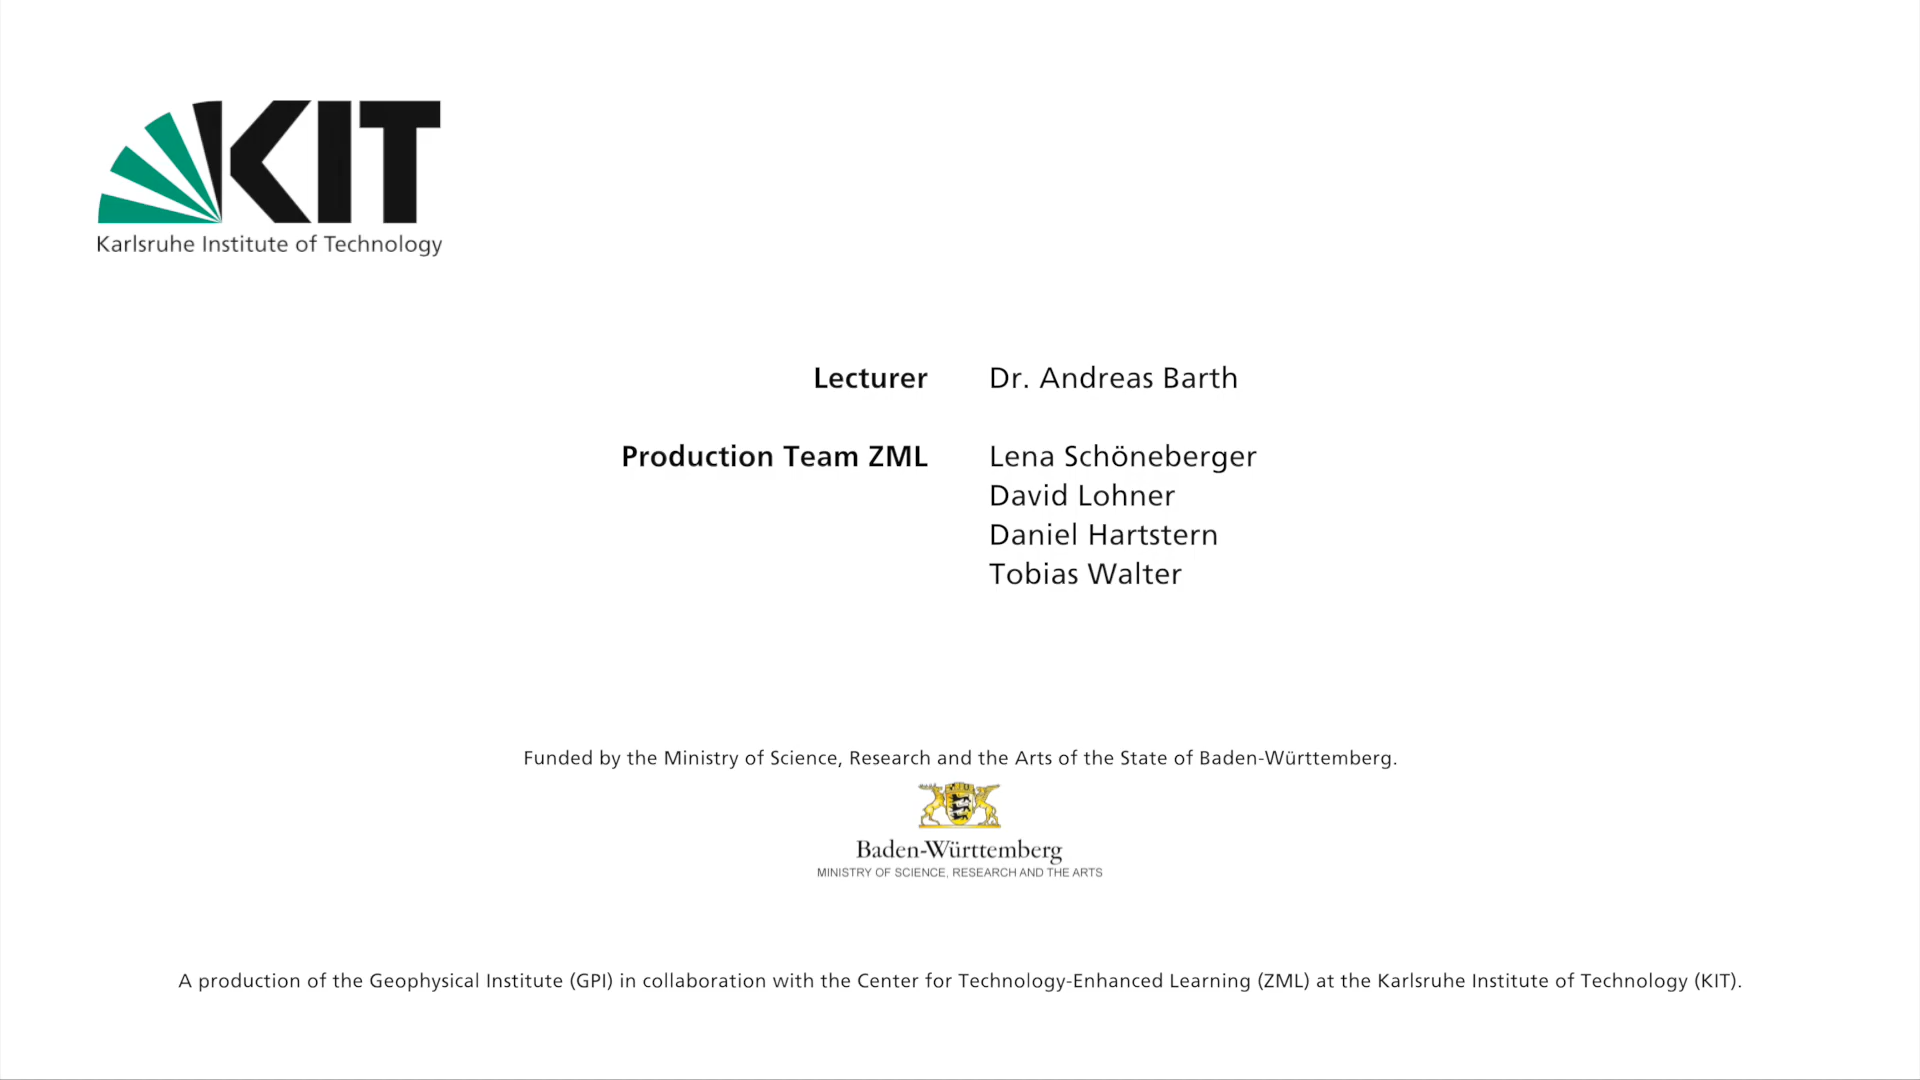 KIT
Karlsruhe Institute of Technology
Lecturer Dr. Andreas Barth
Production Team ZML Lena Schöneberger
David Lohner
Daniel Hartstern
Tobias Walter
Funded by the Ministry of Science, Research and the Arts of the State of Baden-Württemberg.
Baden-Württemberg
MINISTRY OF SCIENCE, RESEARCH AND THE ARTS
A production of the Geophysical Institute (GPI) in collaboration with the Center for Technology-Enhanced Learning (ZML) at the Karlsruhe Institute of Technology (KIT).